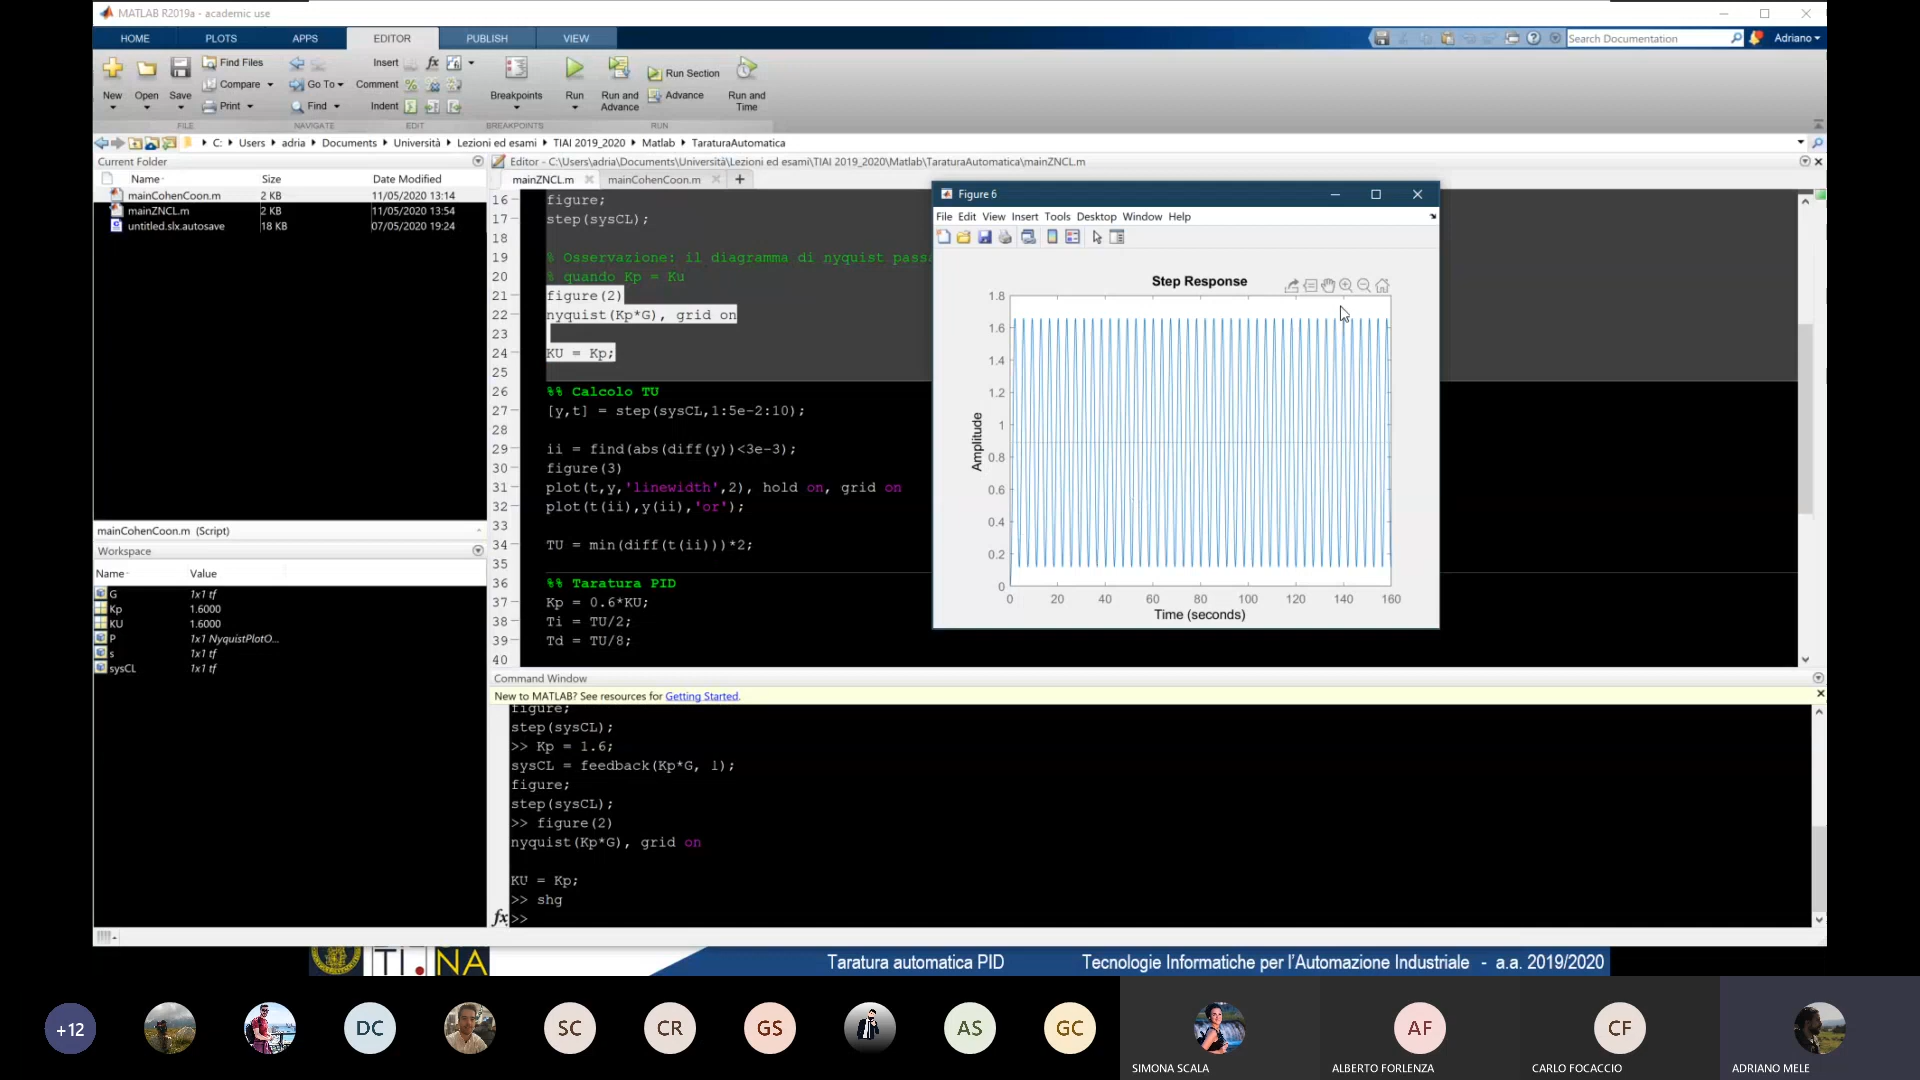 MATLAB R2019a - academic use
HOME PLOTS APPS EDITOR PUBLISH VIEW
Search Documentation
Adriano
New Open Save
Find Files
Compare
Print
Go To
Find
Insert
Comment
Indent
Breakpoints
Run
Run and Advance
Run Section
Advance
Run and Time
FILE NAVIGATE EDIT BREAKPOINTS RUN
C: Users adria Documents Università Lezioni ed esami TIAI 2019_2020 Matlab TaraturaAutomatica
Current Folder
Name Size Date Modified
mainCohenCoon.m 2 KB 11/05/2020 13:14
mainZNCL.m 2 KB 11/05/2020 13:54
untitled.slx.autosave 18 KB 07/05/2020 19:24
mainCohenCoon.m (Script)
Workspace
Name Value
G 1x1 tf
Kp 1.6000
KU 1.6000
P 1x1 NyquistPlotO...
s 1x1 tf
sysCL 1x1 tf
Editor - C:\Users\adria\Documents\Università\Lezioni ed esami\TIAI 2019_2020\Matlab\TaraturaAutomatica\mainZNCL.m
mainZNCL.m mainCohenCoon.m
16 figure;
17 step(sysCL);
18
19 % Osservazione: il diagramma di nyquist passa
20 % quando Kp = Ku
21 figure(2)
22 nyquist(Kp*G), grid on
23
24 KU = Kp;
25
26 %% Calcolo TU
27 [y,t] = step(sysCL,1:5e-2:10);
28
29 ii = find(abs(diff(y))<3e-3);
30 figure(3)
31 plot(t,y,'linewidth',2), hold on, grid on
32 plot(t(ii),y(ii),'or');
33
34 TU = min(diff(t(ii)))*2;
35
36 %% Taratura PID
37 Kp = 0.6*KU;
38 Ti = TU/2;
39 Td = TU/8;
40
Figure 6
File Edit View Insert Tools Desktop Window Help
Step Response
Amplitude
1.8
1.6
1.4
1.2
1
0.8
0.6
0.4
0.2
0
0 20 40 60 80 100 120 140 160
Time (seconds)
Command Window
New to MATLAB? See resources for Getting Started.
figure;
step(sysCL);
>> Kp = 1.6;
sysCL = feedback(Kp*G, 1);
figure;
step(sysCL);
>> figure(2)
nyquist(Kp*G), grid on
KU = Kp;
>> shg
fx >>
TI.NA
Taratura automatica PID
Tecnologie Informatiche per l'Automazione Industriale - a.a. 2019/2020
+12 DC SC CR GS AS GC AF CF
SIMONA SCALA
ALBERTO FORLENZA
CARLO FOCACCIO
ADRIANO MELE